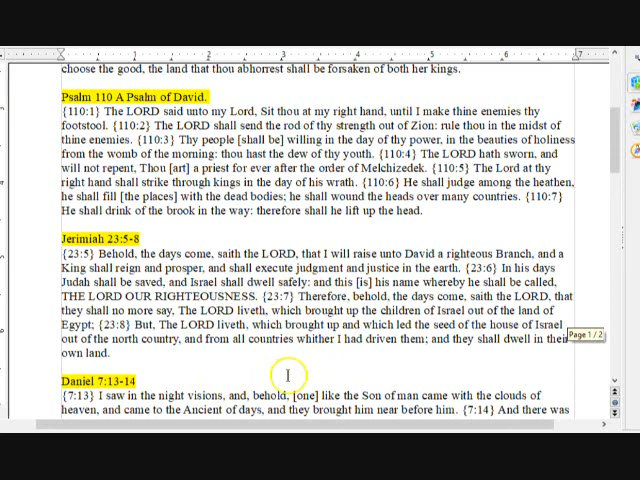 1 1 2 3 4 5 6 7
choose the good, the land that thou abhorrest shall be forsaken of both her kings.
Psalm 110 A Psalm of David.
{110:1} The LORD said unto my Lord, Sit thou at my right hand, until I make thine enemies thy
footstool. {110:2} The LORD shall send the rod of thy strength out of Zion: rule thou in the midst of
thine enemies. {110:3} Thy people [shall be] willing in the day of thy power, in the beauties of holiness
from the womb of the morning: thou hast the dew of thy youth. {110:4} The LORD hath sworn, and
will not repent, Thou [art] a priest for ever after the order of Melchizedek. {110:5} The Lord at thy
right hand shall strike through kings in the day of his wrath. {110:6} He shall judge among the heathen,
he shall fill [the places] with the dead bodies; he shall wound the heads over many countries. {110:7}
He shall drink of the brook in the way: therefore shall he lift up the head.
Jerimiah 23:5-8
{23:5} Behold, the days come, saith the LORD, that I will raise unto David a righteous Branch, and a
King shall reign and prosper, and shall execute judgment and justice in the earth. {23:6} In his days
Judah shall be saved, and Israel shall dwell safely: and this [is] his name whereby he shall be called,
THE LORD OUR RIGHTEOUSNESS. {23:7} Therefore, behold, the days come, saith the LORD, that
they shall no more say, The LORD liveth, which brought up the children of Israel out of the land of
Egypt; {23:8} But, The LORD liveth, which brought up and which led the seed of the house of Israel
Page 1 / 2
out of the north country, and from all countries whither I had driven them; and they shall dwell in their
own land.
Daniel 7:13-14
{7:13} I saw in the night visions, and, behold, [one] like the Son of man came with the clouds of
heaven, and came to the Ancient of days, and they brought him near before him. {7:14} And there was